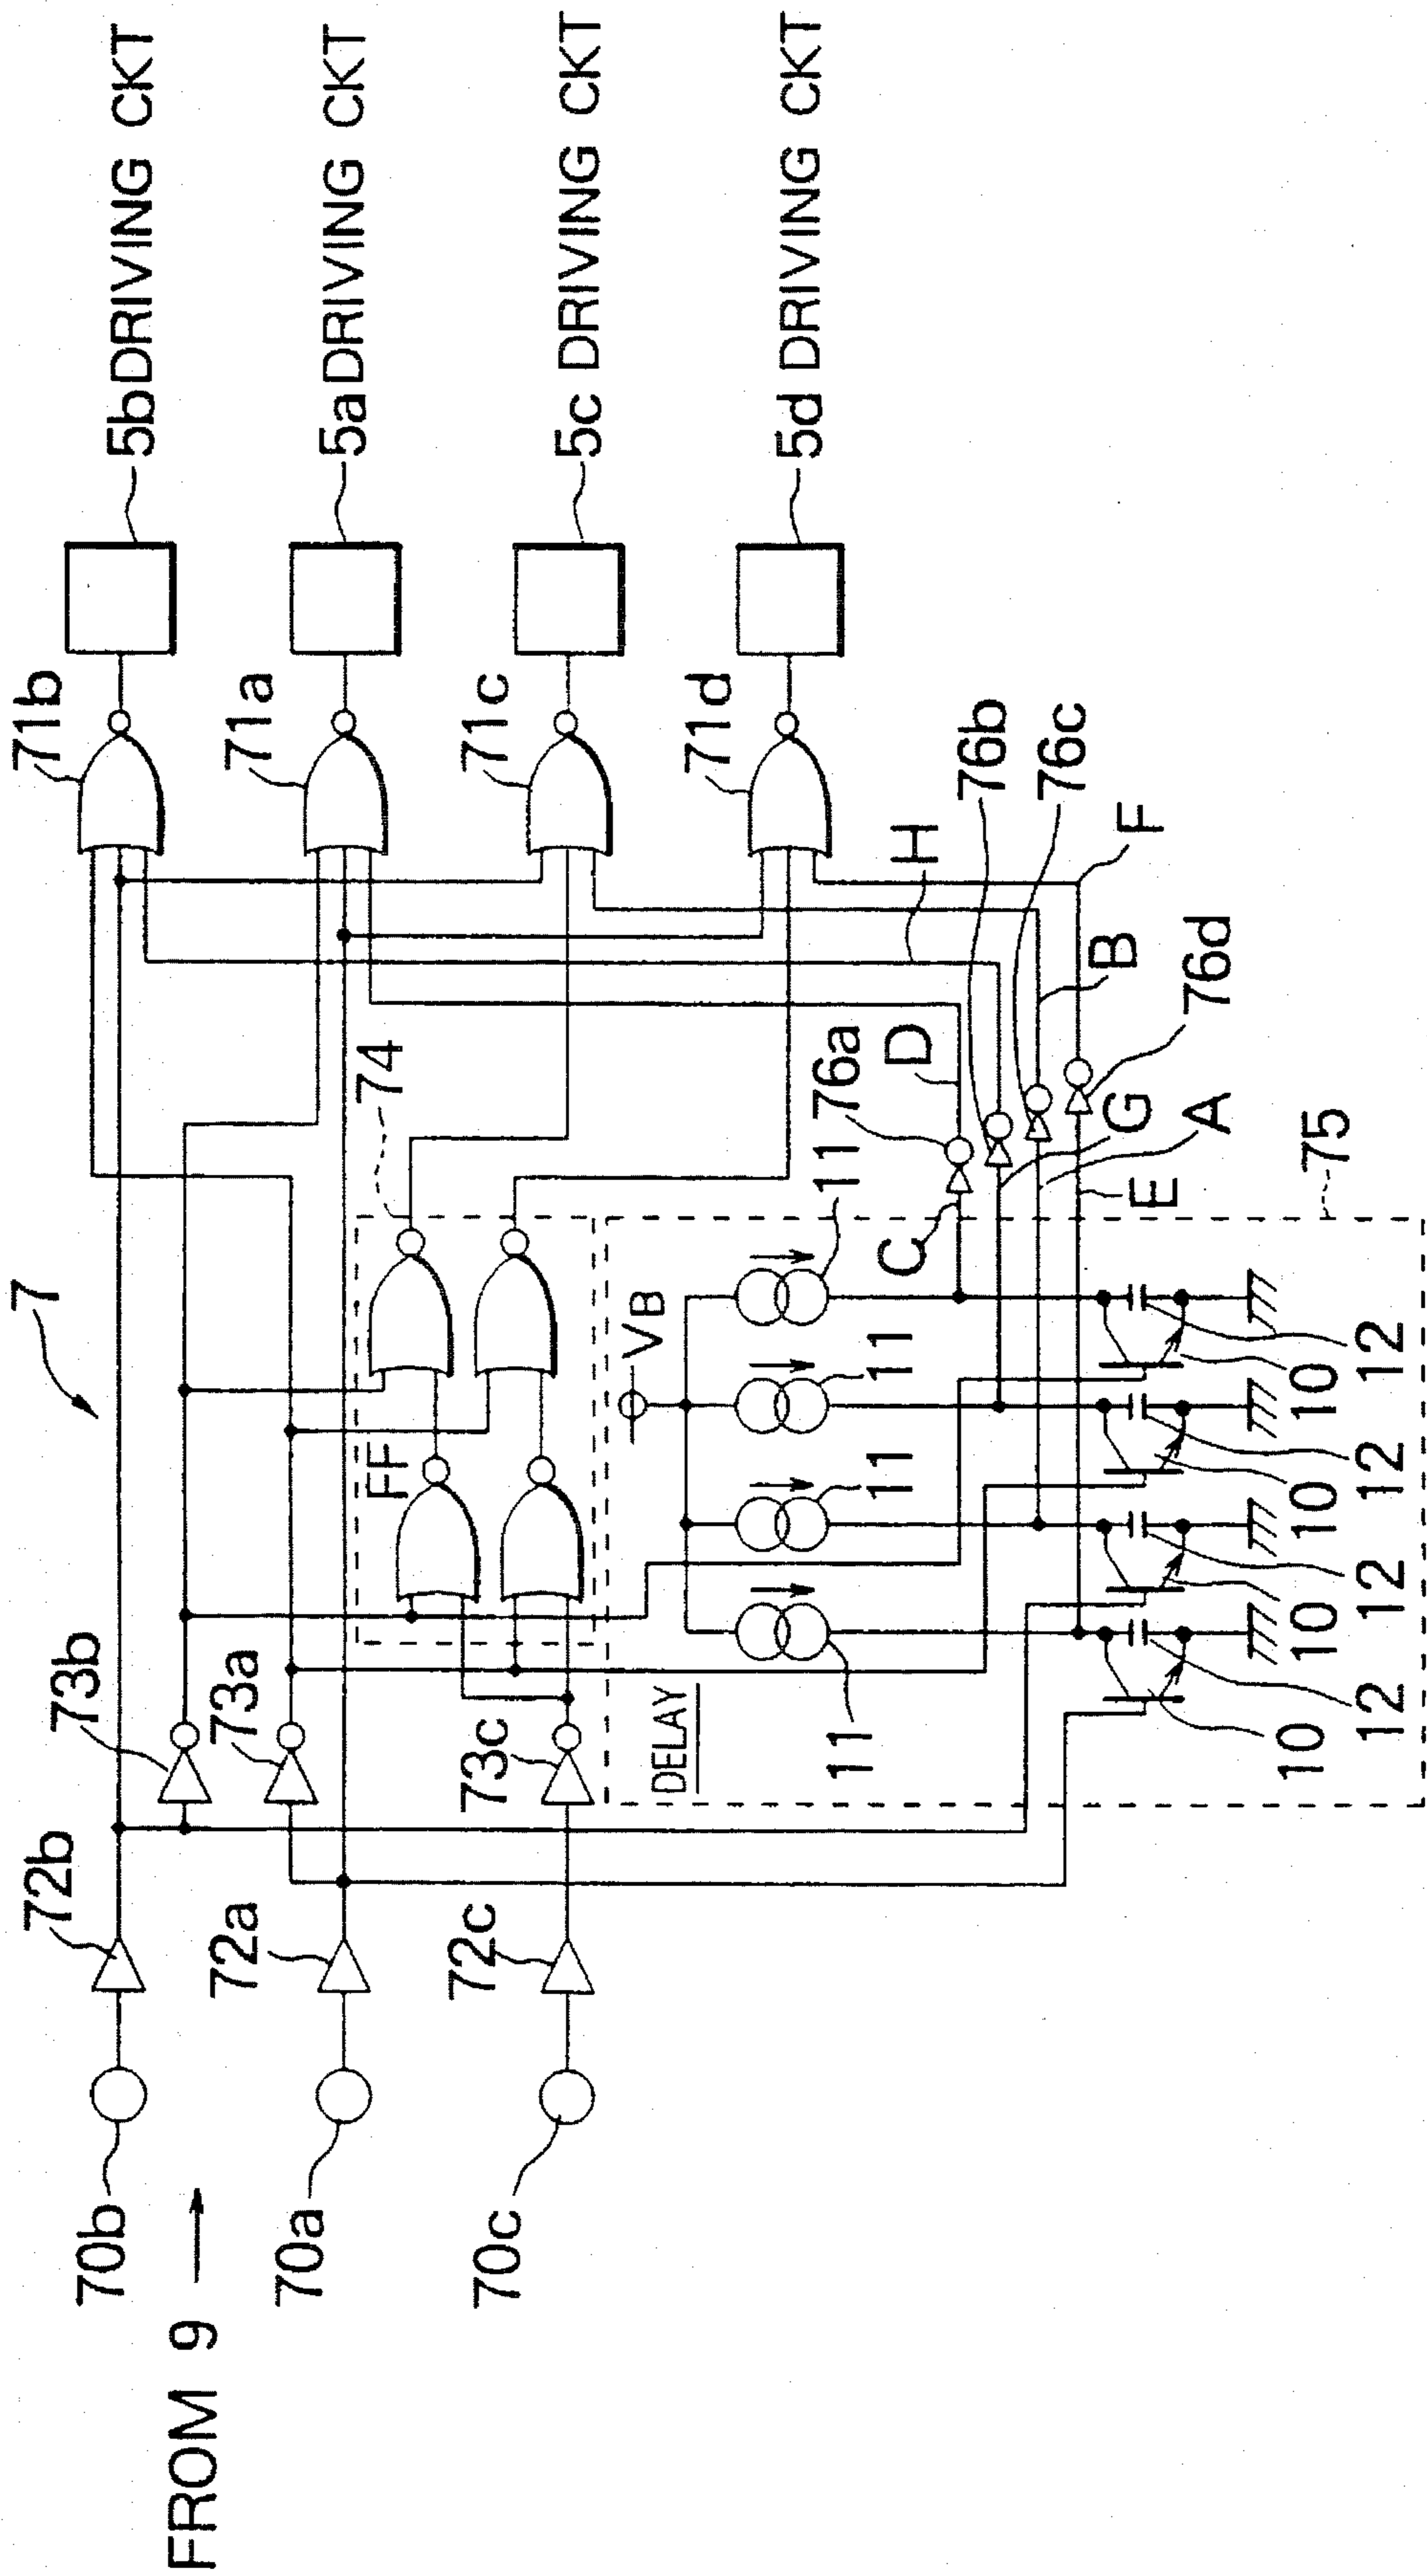 7
FROM 9
70b
70a
70c
72b
72a
72c
73b
73a
73c
FF
74
71b
71a
71c
71d
5b DRIVING CKT
5a DRIVING CKT
5c DRIVING CKT
5d DRIVING CKT
DELAY
VB
11
11
11
11
C
D
76a
H
76b
76c
G
A
E
B
76d
F
75
10
12
10
12
10
12
10
12